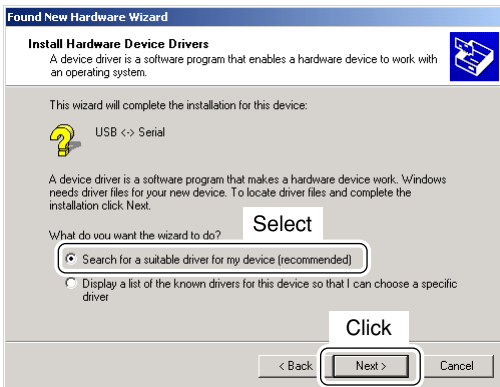 Found New Hardware Wizard
Install Hardware Device Drivers
A device driver is a software program that enables a hardware device to work with
an operating system.
This wizard will complete the installation for this device:
USB <-> Serial
A device driver is a software program that makes a hardware device work. Windows
needs driver files for your new device. To locate driver files and complete the
installation click Next.
What do you want the wizard to do?
Select
Search for a suitable driver for my device (recommended)
Display a list of the known drivers for this device so that I can choose a specific
driver
Click
< Back
Next >
Cancel